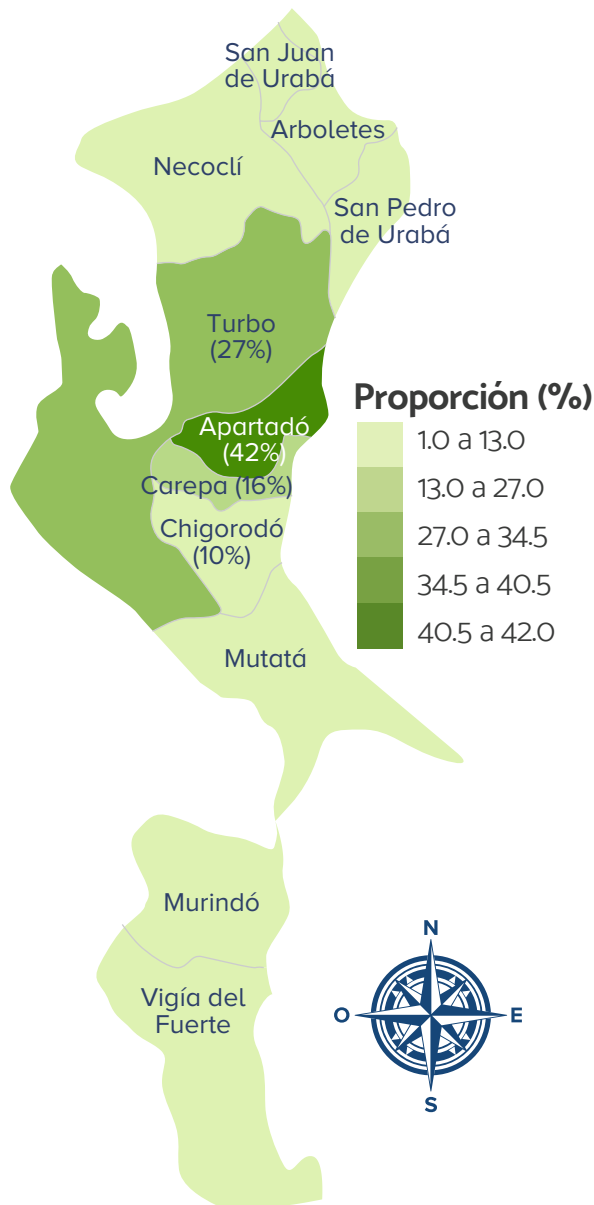 San Juan
de Urabá
Arboletes
Necoclí
San Pedro
de Urabá
Turbo
(27%)
Apartadó
(42%)
Carepa (16%)
Chigorodó
(10%)
Mutatá
Murindó
Vigía del
Fuerte
Proporción (%)
1.0 a 13.0
13.0 a 27.0
27.0 a 34.5
34.5 a 40.5
40.5 a 42.0
N
O
E
S